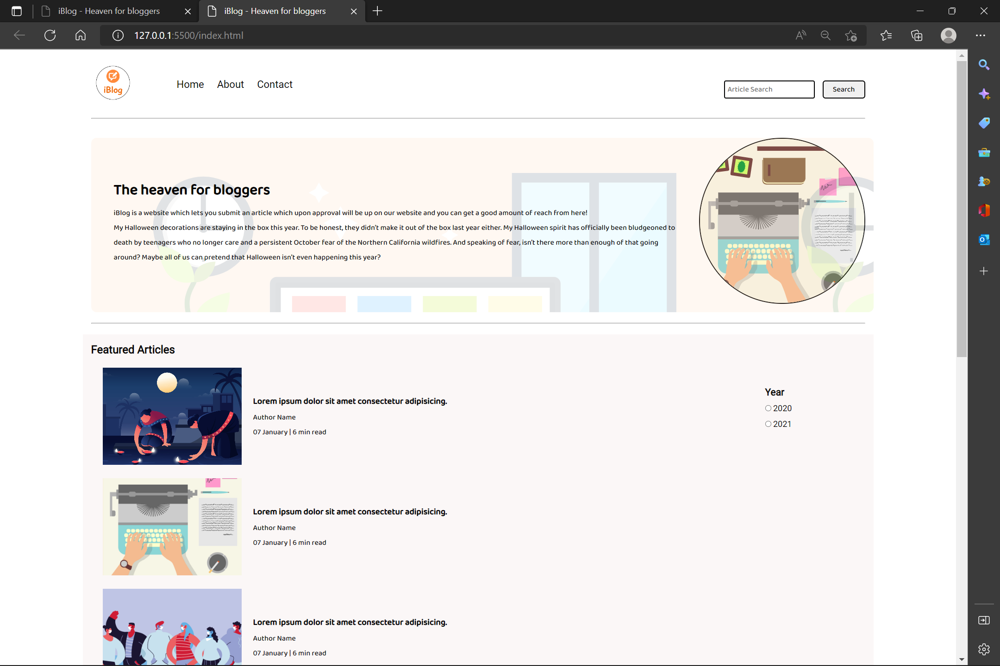 iBlog - Heaven for bloggers
iBlog - Heaven for bloggers
127.0.0.1:5500/index.html
iBlog
Home About Contact
Article Search
Search
The heaven for bloggers
iBlog is a website which lets you submit an article which upon approval will be up on our website and you can get a good amount of reach from here!
My Halloween decorations are staying in the box this year. To be honest, they didn't make it out of the box last year either. My Halloween spirit has officially been bludgeoned to
death by teenagers who no longer care and a persistent October fear of the Northern California wildfires. And speaking of fear, isn't there more than enough of that going
around? Maybe all of us can pretend that Halloween isn't even happening this year?
Featured Articles
Lorem ipsum dolor sit amet consectetur adipisicing.
Author Name
07 January | 6 min read
Year
2020
2021
Lorem ipsum dolor sit amet consectetur adipisicing.
Author Name
07 January | 6 min read
Lorem ipsum dolor sit amet consectetur adipisicing.
Author Name
07 January | 6 min read